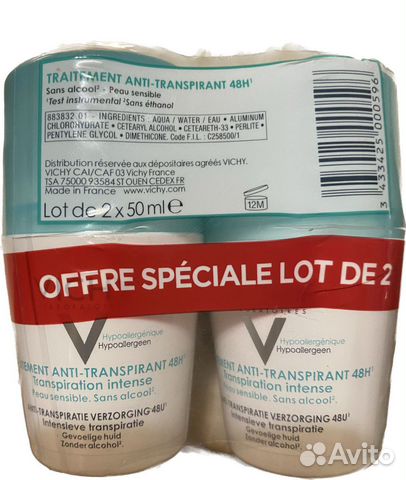 TRAITEMENT ANTI-TRANSPIRANT 48H¹
Sans alcool² - Peau sensible
¹Test instrumental ²Sans éthanol
883832 01 - INGREDIENTS : AQUA / WATER / EAU • ALUMINUM
CHLOROHYDRATE • CETEARYL ALCOHOL • CETEARETH-33 • PERLITE •
PENTYLENE GLYCOL • DIMETHICONE. Code F.I.L. : C258500/1
Distribution réservée aux dépositaires agréés VICHY.
VICHY CAI/CAF 03 Vichy France
TSA 75000 93584 ST OUEN CEDEX FR
Made in France www.vichy.com
Lot de 2 x 50 ml e
12M
3 433425 000596
OFFRE SPÉCIALE LOT DE 2
Hypoallergénique
Hypoallergeen
TEMENT ANTI-TRANSPIRANT 48H¹
Transpiration intense
Peau sensible. Sans alcool².
ANTI-TRANSPIRATIE VERZORGING 48U¹
Intensieve transpiratie
Gevoelige huid
Zonder alcohol²
Hypoallergénique
Hypoallergeen
EMENT ANTI-TRANSPIRANT 48H¹
Transpiration intense
Peau sensible. Sans alcool².
ANTI-TRANSPIRATIE VERZORGING 48U¹
Intensieve transpiratie
Gevoelige huid
Zonder alcohol²
Avito